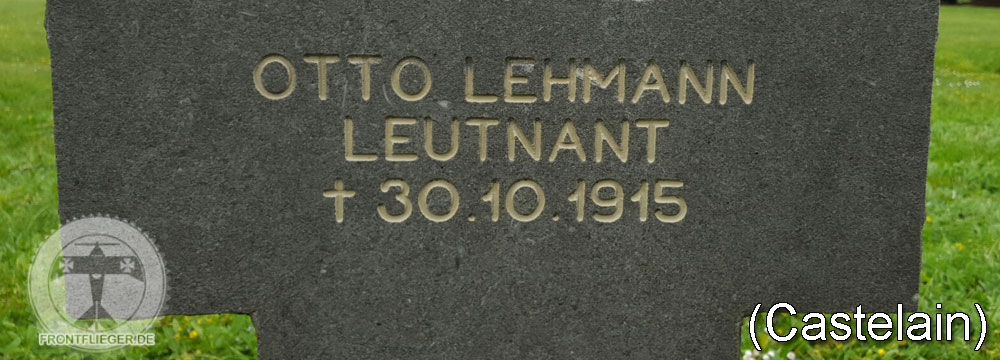 OTTO LEHMANN
LEUTNANT
† 30.10.1915
FRONTFLIEGER.DE
(Castelain)